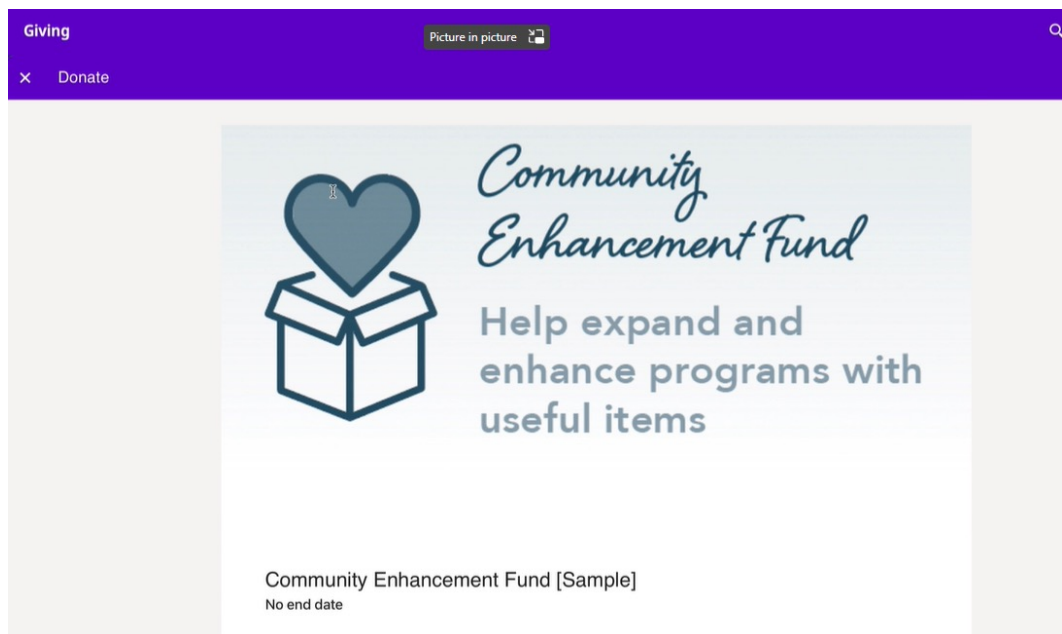 Giving
Picture in picture
Donate
Community
Enhancement Fund
Help expand and
enhance programs with
useful items
Community Enhancement Fund [Sample]
No end date